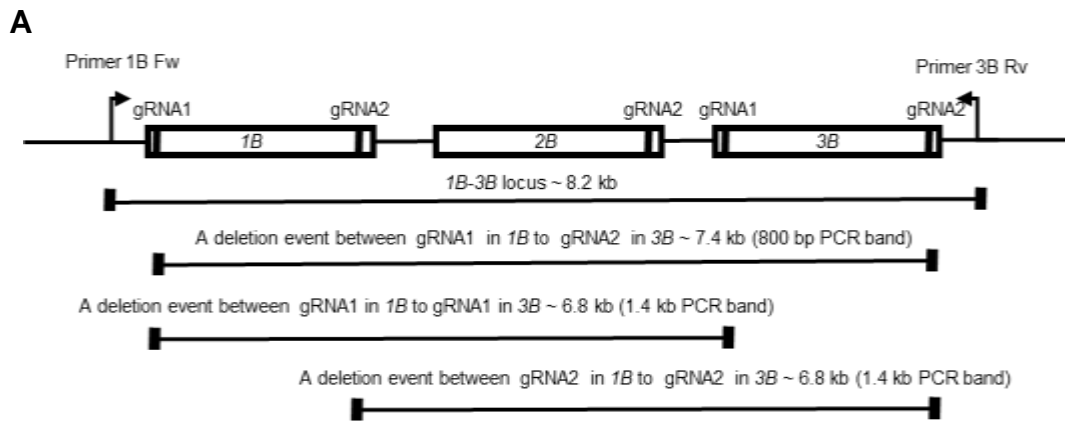 A
Primer 1B Fw
Primer 3B Rv
gRNA1 gRNA2 gRNA2 gRNA1 gRNA2
1B 2B 3B
1B-3B locus ~ 8.2 kb
A deletion event between gRNA1 in 1B to gRNA2 in 3B ~ 7.4 kb (800 bp PCR band)
A deletion event between gRNA1 in 1B to gRNA1 in 3B ~ 6.8 kb (1.4 kb PCR band)
A deletion event between gRNA2 in 1B to gRNA2 in 3B ~ 6.8 kb (1.4 kb PCR band)